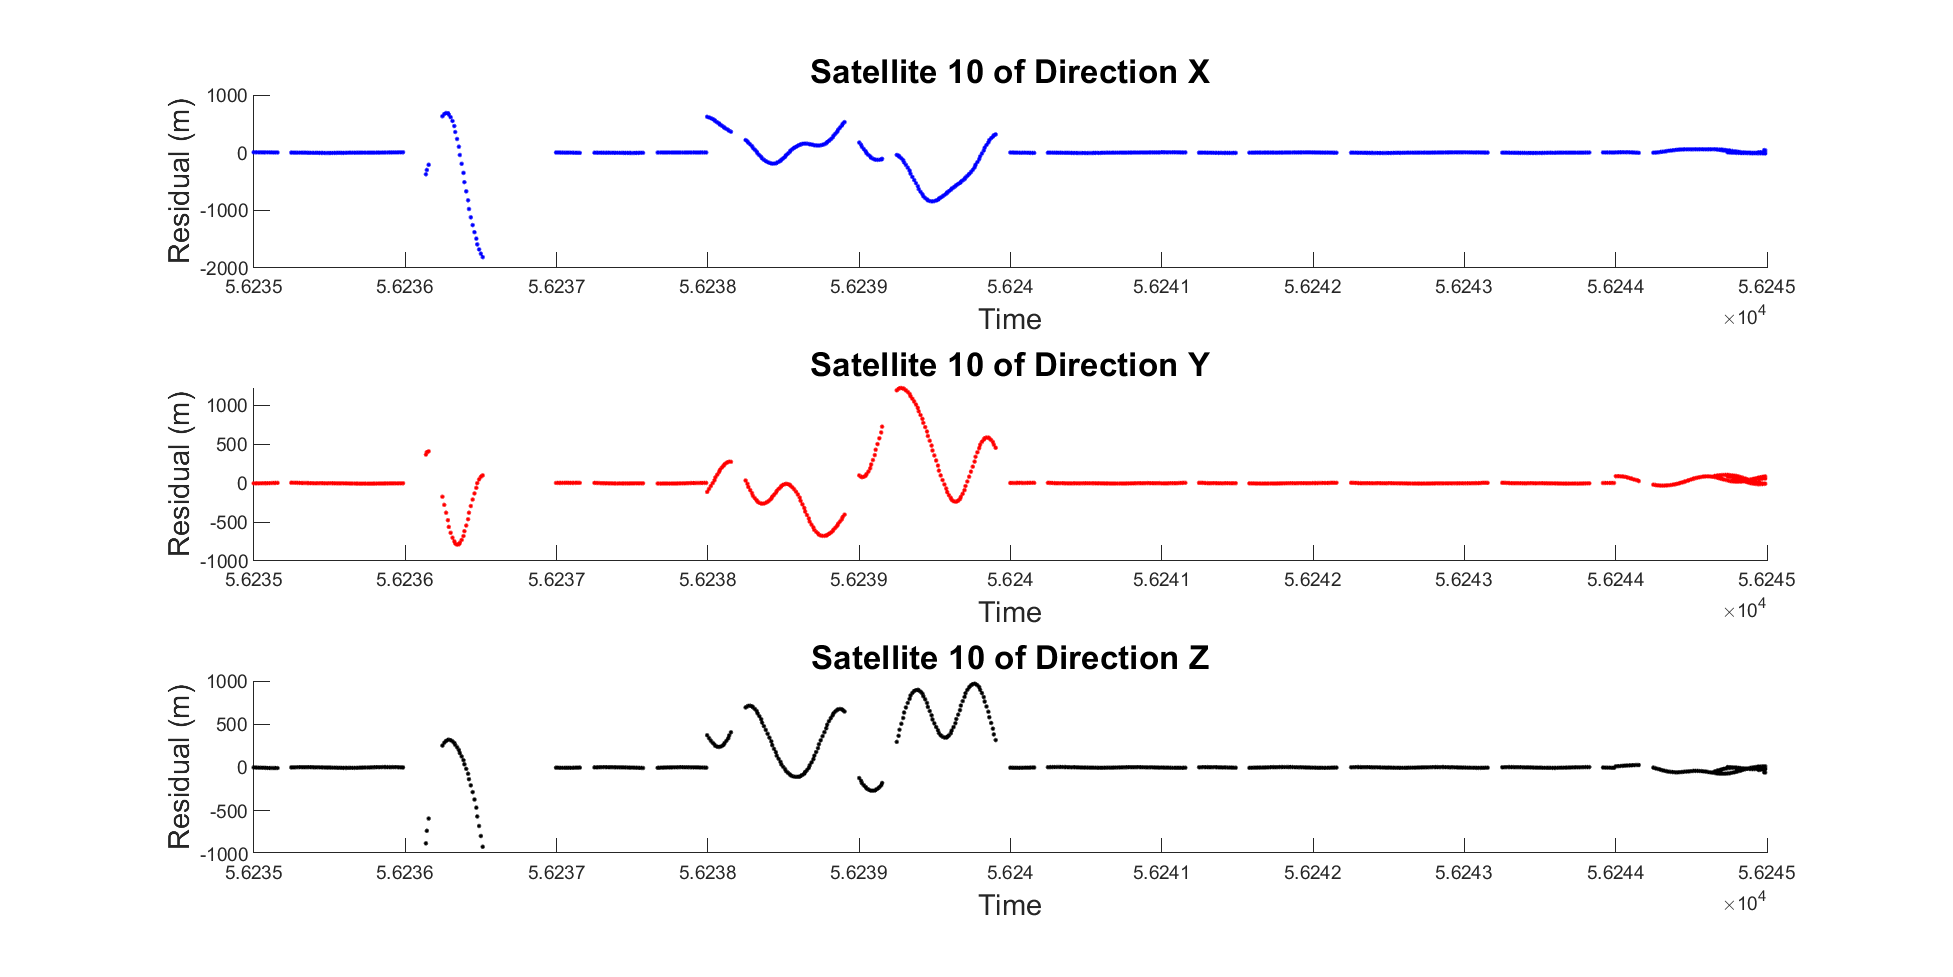 Satellite 10 of Direction X
Residual (m)
1000
0
-1000
-2000
5.6235 5.6236 5.6237 5.6238 5.6239 5.624 5.6241 5.6242 5.6243 5.6244 5.6245
Time
×10^4
Satellite 10 of Direction Y
Residual (m)
1000
500
0
-500
-1000
5.6235 5.6236 5.6237 5.6238 5.6239 5.624 5.6241 5.6242 5.6243 5.6244 5.6245
Time
×10^4
Satellite 10 of Direction Z
Residual (m)
1000
500
0
-500
-1000
5.6235 5.6236 5.6237 5.6238 5.6239 5.624 5.6241 5.6242 5.6243 5.6244 5.6245
Time
×10^4